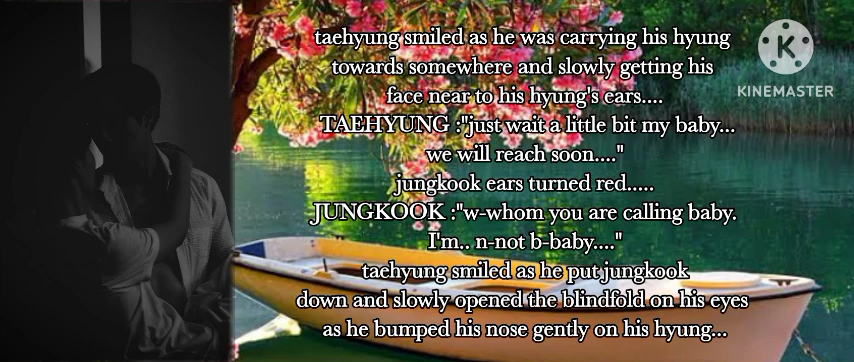 taehyung smiled as he was carrying his hyung
towards somewhere and slowly getting his
face near to his hyung's ears....
TAEHYUNG :"just wait a little bit my baby...
we will reach soon...."
jungkook ears turned red.....
JUNGKOOK :"w-whom you are calling baby.
I'm.. n-not b-baby...."
taehyung smiled as he put jungkook
down and slowly opened the blindfold on his eyes
as he bumped his nose gently on his hyung...
K
KINEMASTER